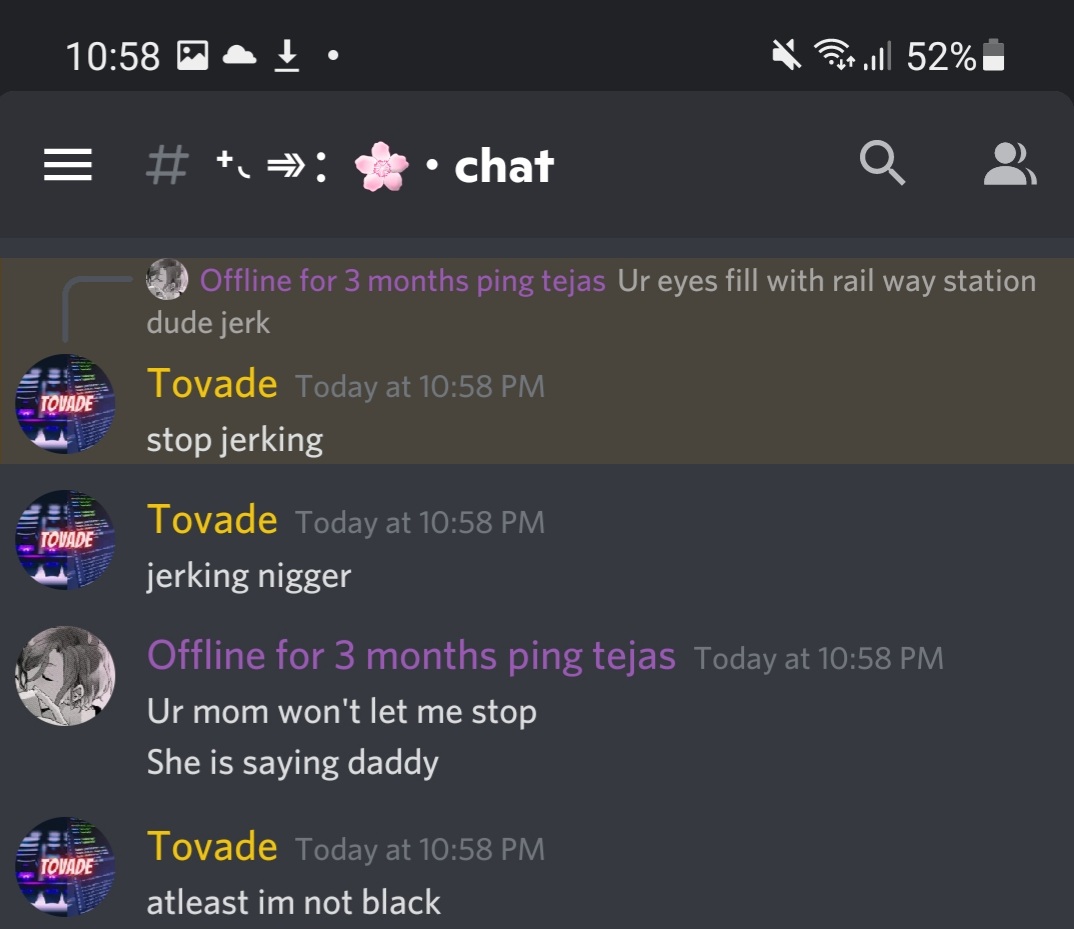 10:58 52%
# ⁺˛ ➾: 🌸 • chat
Offline for 3 months ping tejas Ur eyes fill with rail way station
dude jerk
TOVADE
Tovade Today at 10:58 PM
stop jerking
TOVADE
Tovade Today at 10:58 PM
jerking nigger
Offline for 3 months ping tejas Today at 10:58 PM
Ur mom won't let me stop
She is saying daddy
TOVADE
Tovade Today at 10:58 PM
atleast im not black